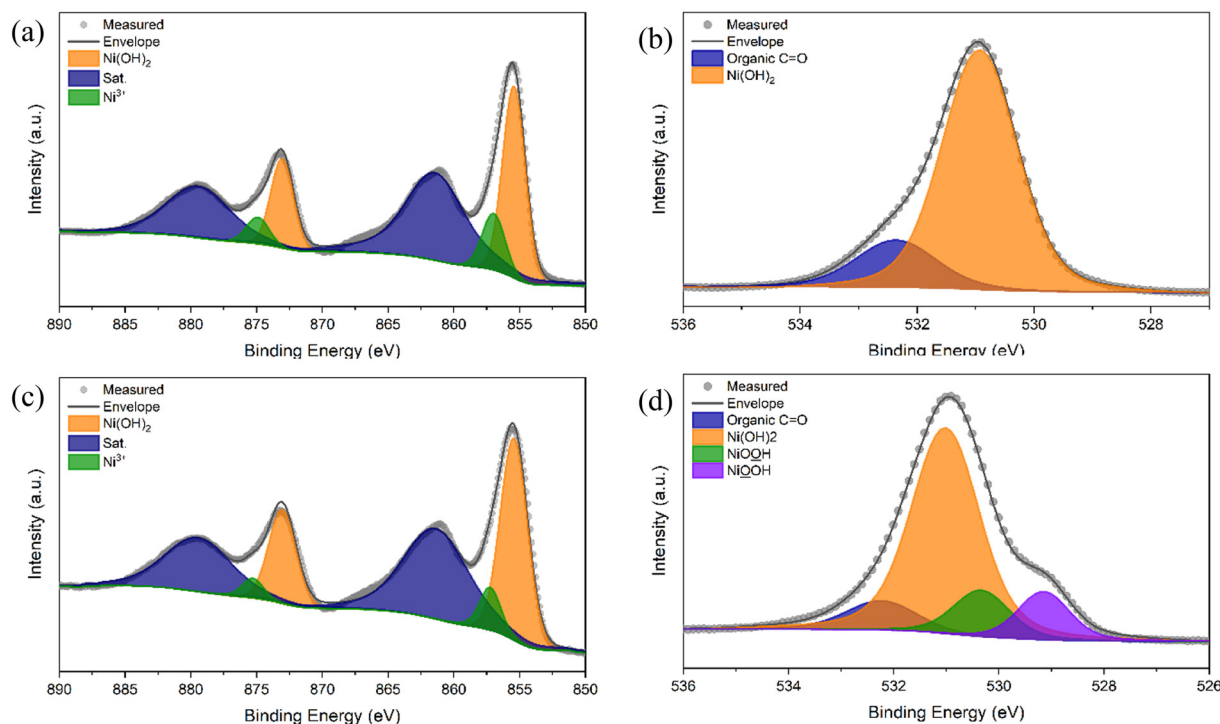 (a)
Measured
Envelope
Ni(OH)₂
Sat.
Ni³⁺
Intensity (a.u.)
890 885 880 875 870 865 860 855 850
Binding Energy (eV)
(b)
Measured
Envelope
Organic C=O
Ni(OH)₂
Intensity (a.u.)
536 534 532 530 528
Binding Energy (eV)
(c)
Measured
Envelope
Ni(OH)₂
Sat.
Ni³⁺
Intensity (a.u.)
890 885 880 875 870 865 860 855 850
Binding Energy (eV)
(d)
Measured
Envelope
Organic C=O
Ni(OH)2
NiOOH
NiOOH
Intensity (a.u.)
536 534 532 530 528 526
Binding Energy (eV)